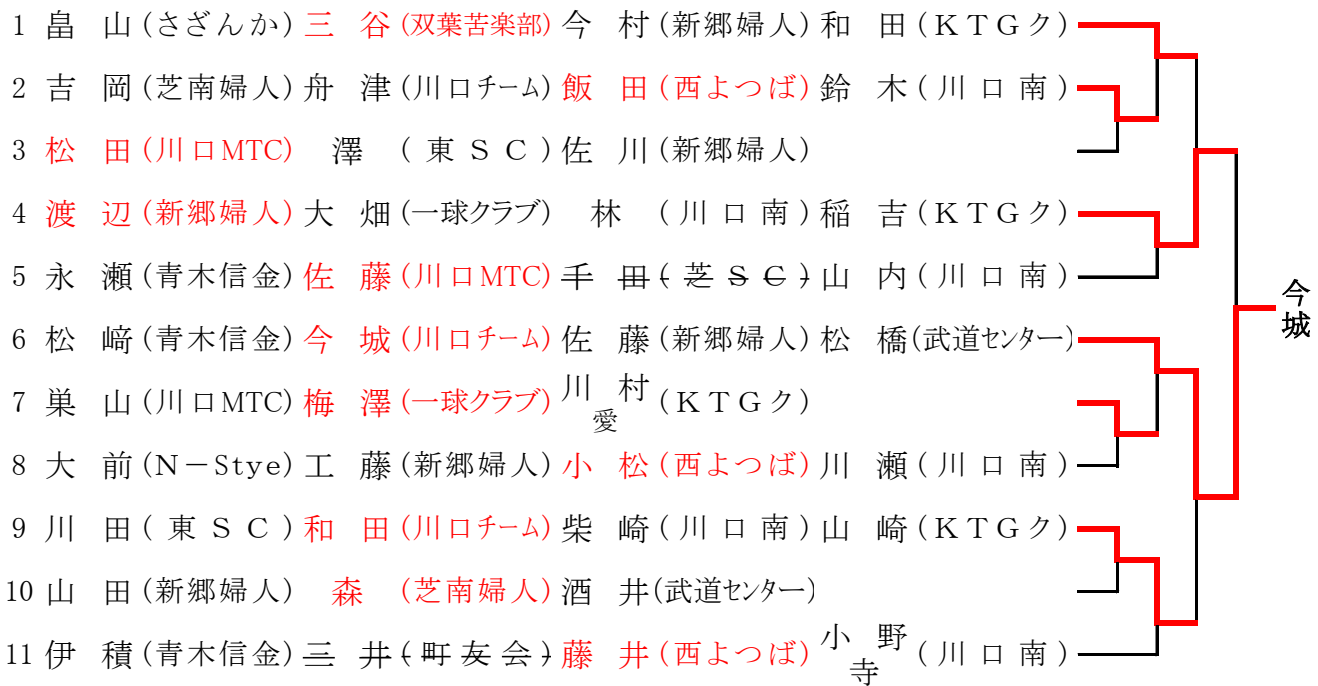 1 畠 山 (さざんか) 三 谷 (双葉苦楽部) 今 村 (新郷婦人) 和 田 (KTGク)
2 吉 岡 (芝南婦人) 舟 津 (川口チーム) 飯 田 (西よつば) 鈴 木 (川口南)
3 松 田 (川口MTC) 澤 (東SC) 佐 川 (新郷婦人)
4 渡 辺 (新郷婦人) 大 畑 (一球クラブ) 林 (川口南) 稲 吉 (KTGク)
5 永 瀬 (青木信金) 佐 藤 (川口MTC) 手 田 (芝SC) 山 内 (川口南)
今城
6 松 﨑 (青木信金) 今 城 (川口チーム) 佐 藤 (新郷婦人) 松 橋 (武道センター)
7 巣 山 (川口MTC) 梅 澤 (一球クラブ) 川 村 愛 (KTGク)
8 大 前 (N－Stye) 工 藤 (新郷婦人) 小 松 (西よつば) 川 瀬 (川口南)
9 川 田 (東SC) 和 田 (川口チーム) 柴 崎 (川口南) 山 崎 (KTGク)
10 山 田 (新郷婦人) 森 (芝南婦人) 酒 井 (武道センター)
11 伊 積 (青木信金) 三 井 (町友会) 藤 井 (西よつば) 小 野 寺 (川口南)